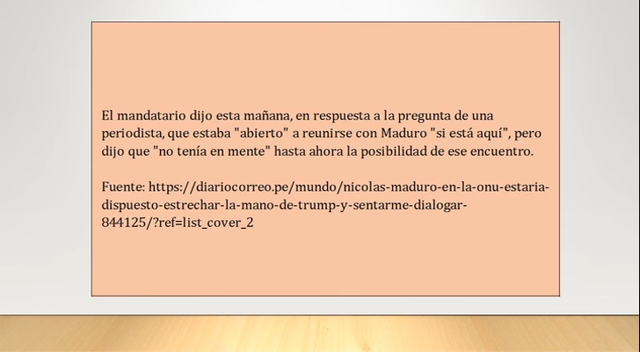 El mandatario dijo esta mañana, en respuesta a la pregunta de una
periodista, que estaba "abierto" a reunirse con Maduro "si está aquí", pero
dijo que "no tenía en mente" hasta ahora la posibilidad de ese encuentro.
Fuente: https://diariocorreo.pe/mundo/nicolas-maduro-en-la-onu-estaria-
dispuesto-estrechar-la-mano-de-trump-y-sentarme-dialogar-
844125/?ref=list_cover_2